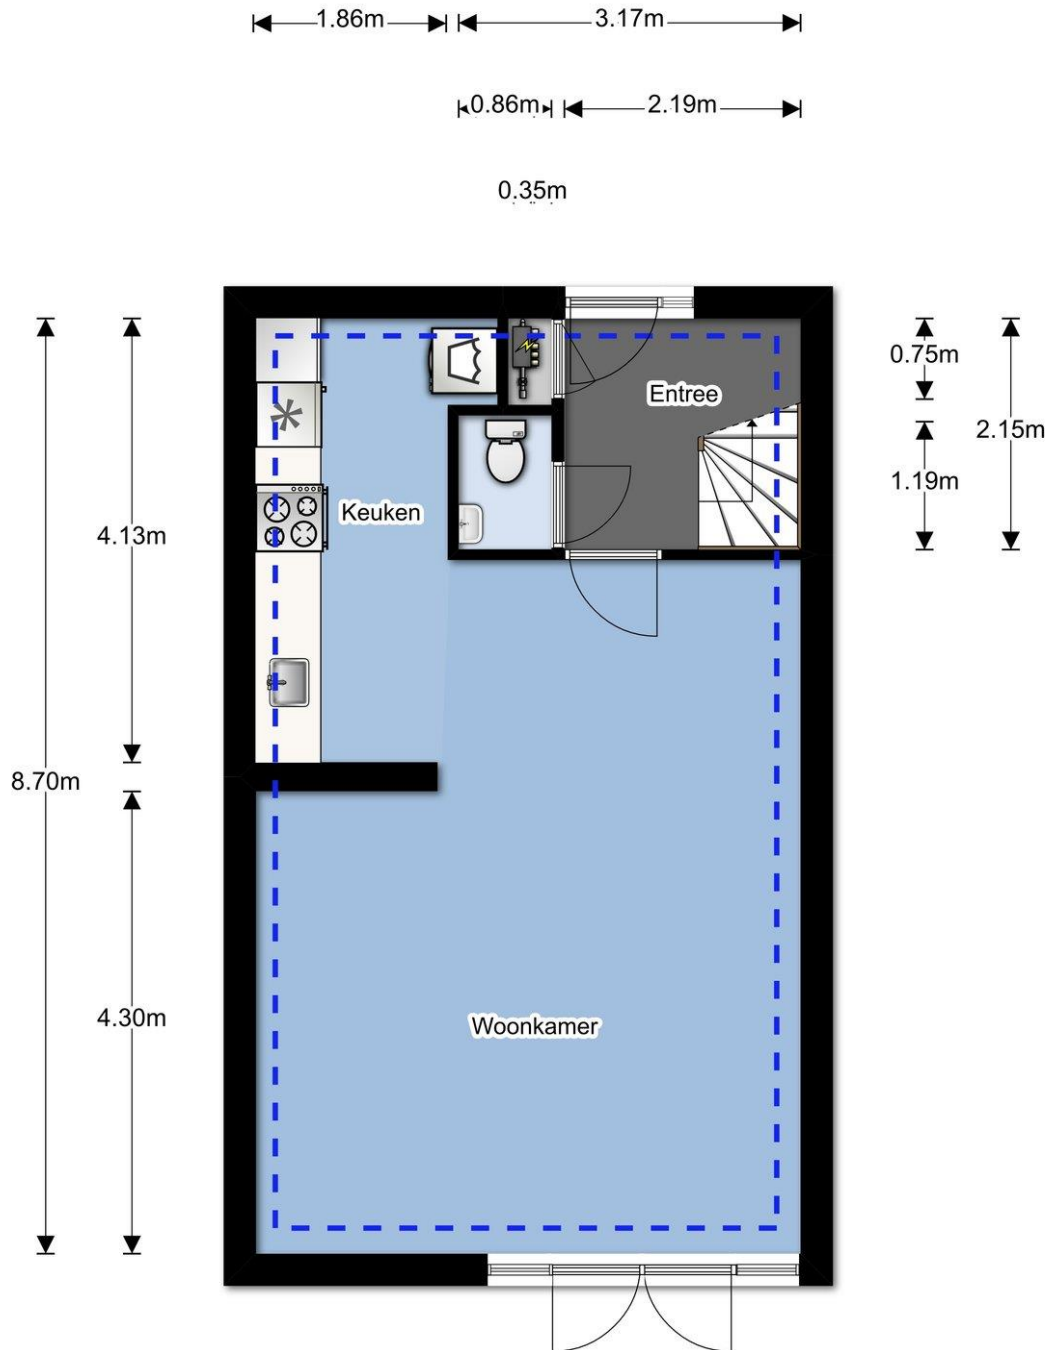 1.86m
3.17m
0.86m
2.19m
0.35m
0.75m
Entree
2.15m
1.19m
Keuken
4.13m
8.70m
4.30m
Woonkamer